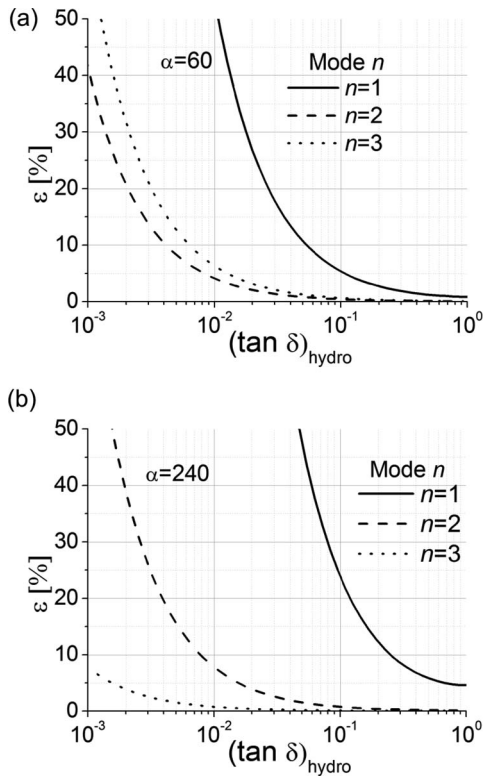 (a)
50
40
30
20
10
0
ε [%]
α=60
Mode n
n=1
n=2
n=3
10⁻³ 10⁻² 10⁻¹ 10⁰
(tan δ)hydro
(b)
50
40
30
20
10
0
ε [%]
α=240
Mode n
n=1
n=2
n=3
10⁻³ 10⁻² 10⁻¹ 10⁰
(tan δ)hydro